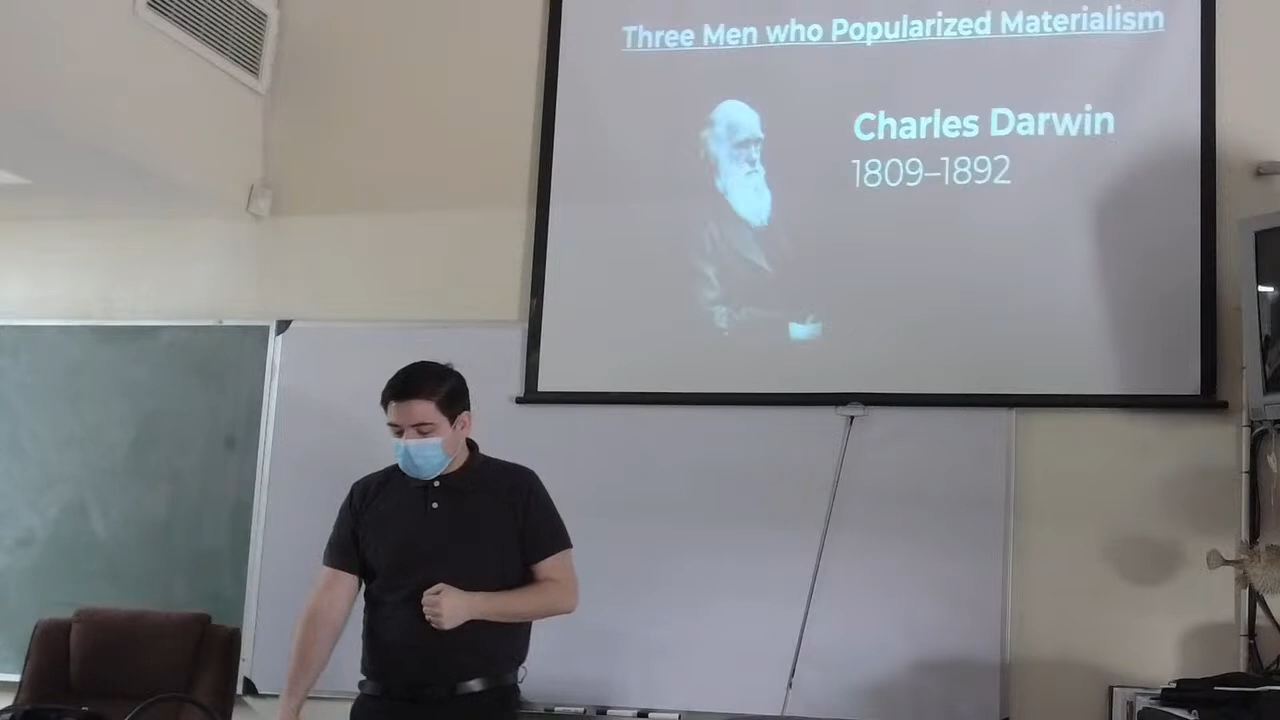 Three Men who Popularized Materialism
Charles Darwin
1809–1892